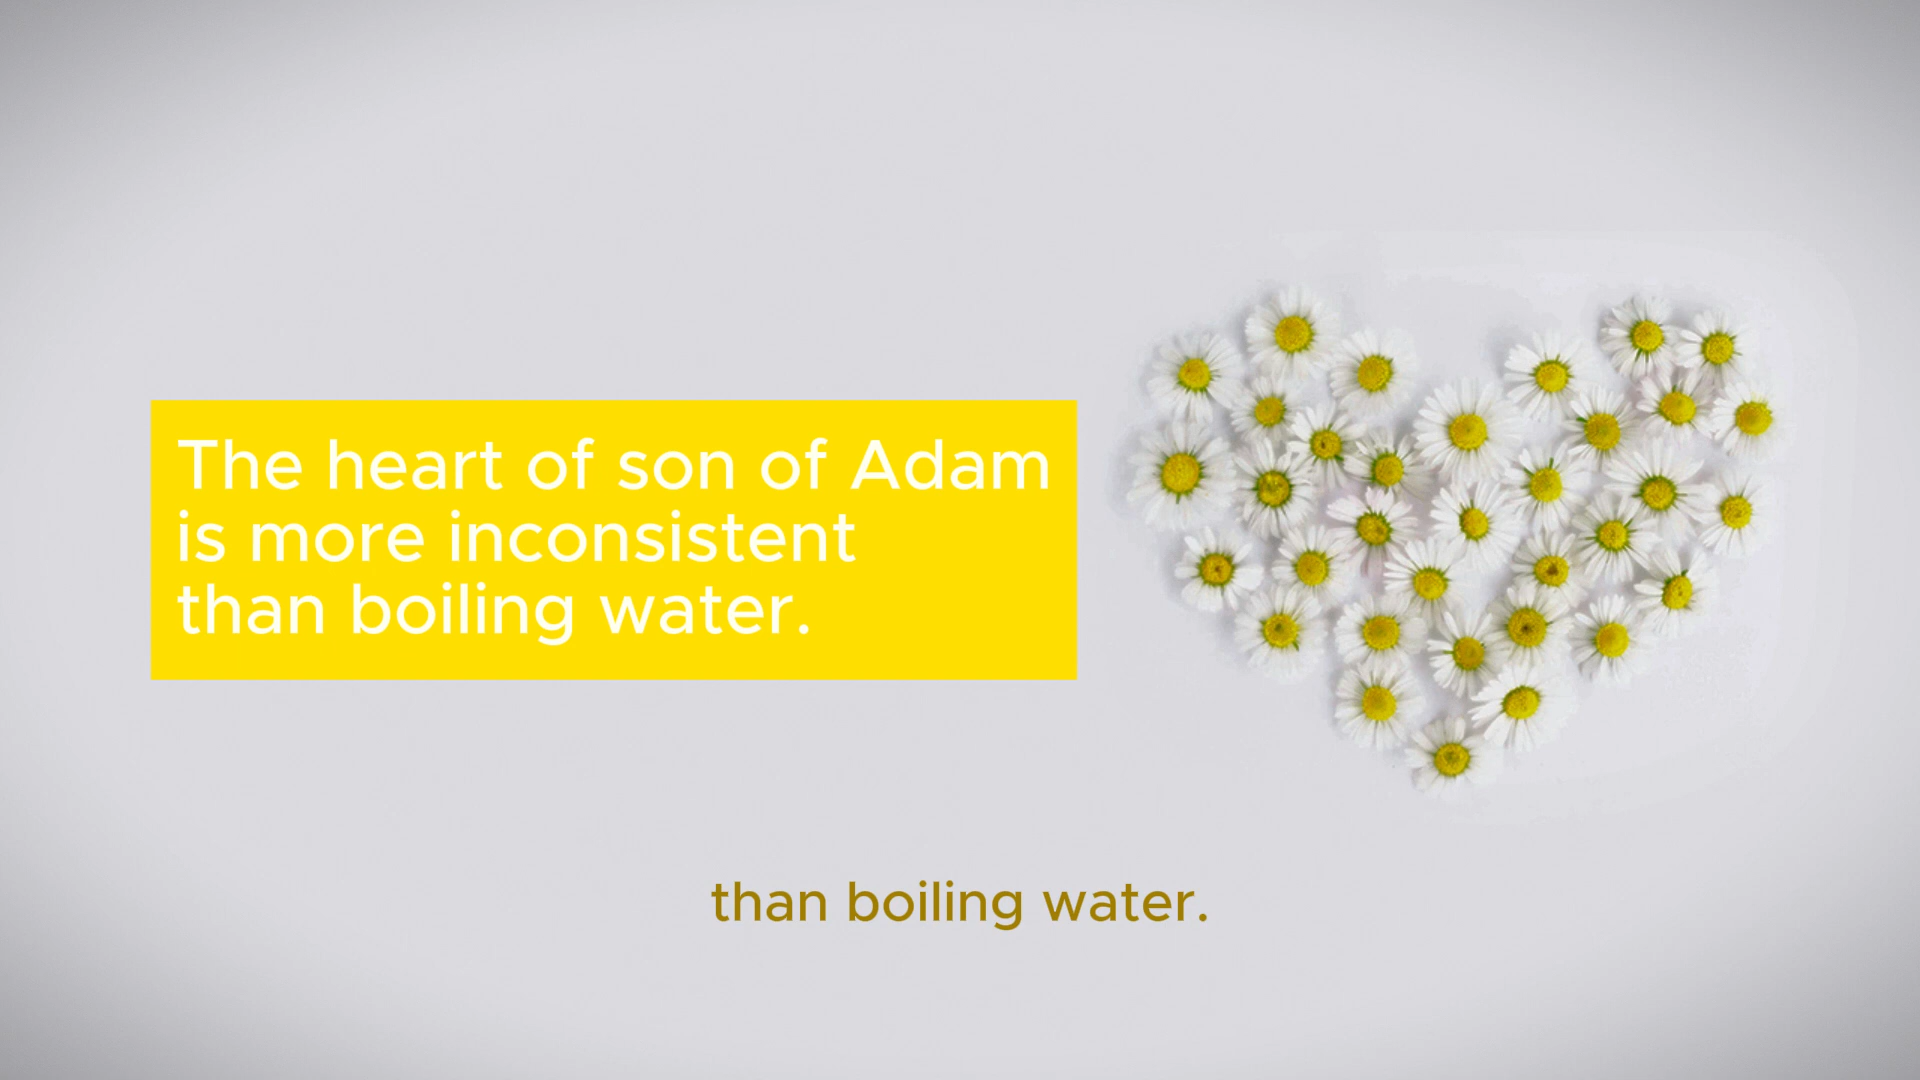 The heart of son of Adam
is more inconsistent
than boiling water.
than boiling water.